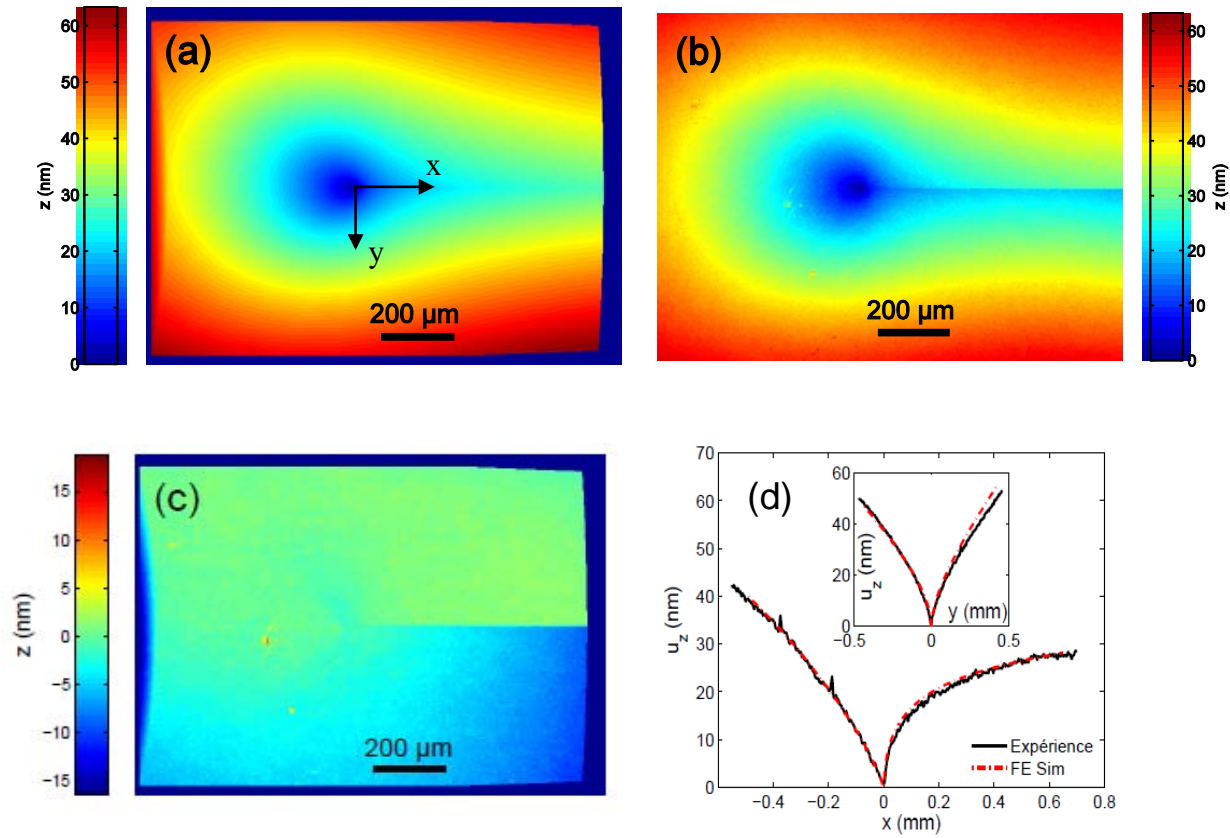 (a)
60
50
40
30
20
10
0
z (nm)
x
y
200 µm
(b)
200 µm
60
50
40
30
20
10
0
z (nm)
(c)
15
10
5
0
−5
−10
−15
z (nm)
200 µm
(d)
70
60
50
40
30
20
10
0
u_z (nm)
−0.4 −0.2 0 0.2 0.4 0.6 0.8
x (mm)
60
40
20
0
u_z (nm)
y (mm)
−0.5 0 0.5
Expérience
FE Sim